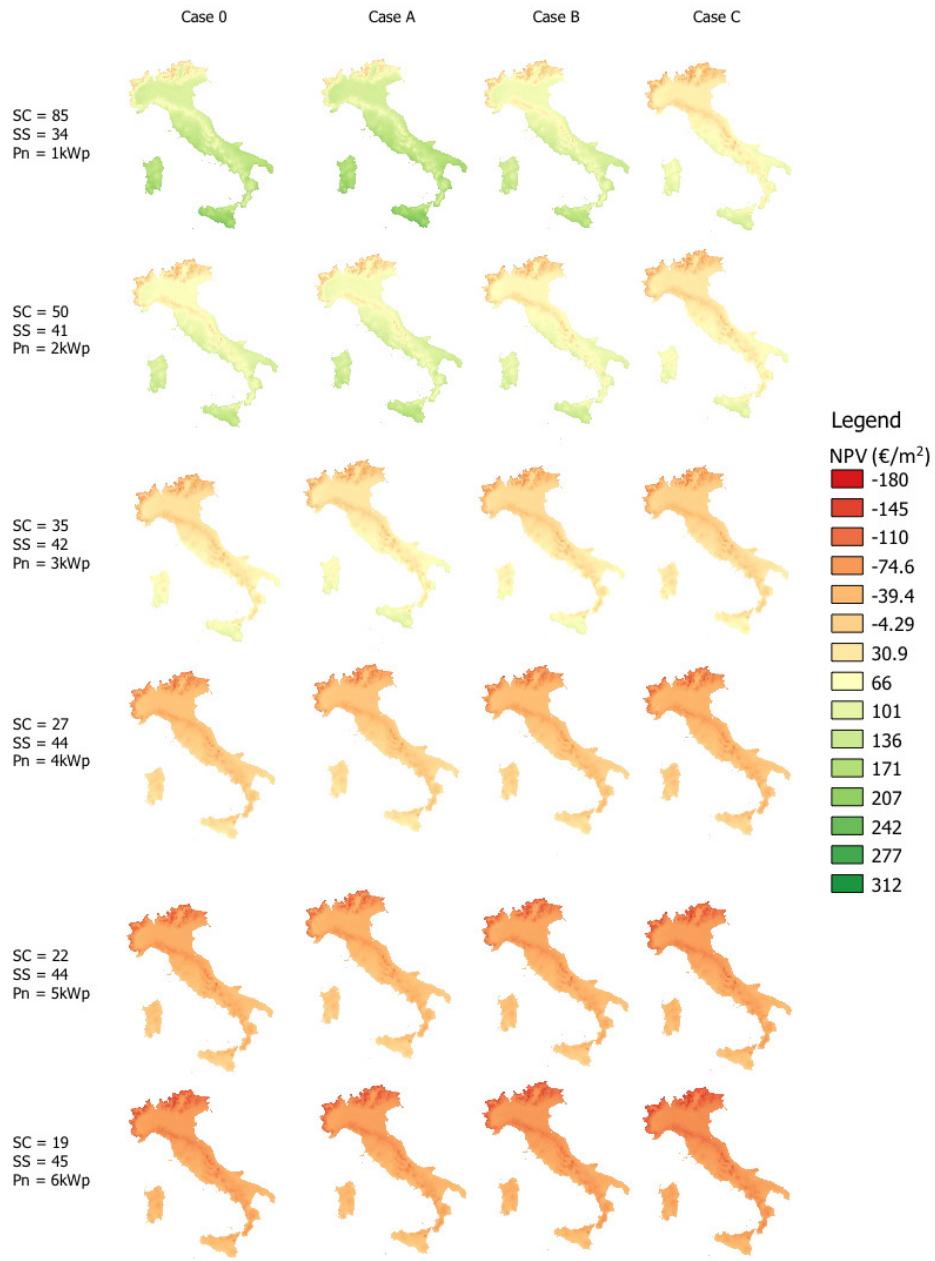 Case 0
Case A
Case B
Case C
SC = 85
SS = 34
Pn = 1kWp
SC = 50
SS = 41
Pn = 2kWp
SC = 35
SS = 42
Pn = 3kWp
SC = 27
SS = 44
Pn = 4kWp
SC = 22
SS = 44
Pn = 5kWp
SC = 19
SS = 45
Pn = 6kWp
Legend
NPV (€/m²)
-180
-145
-110
-74.6
-39.4
-4.29
30.9
66
101
136
171
207
242
277
312